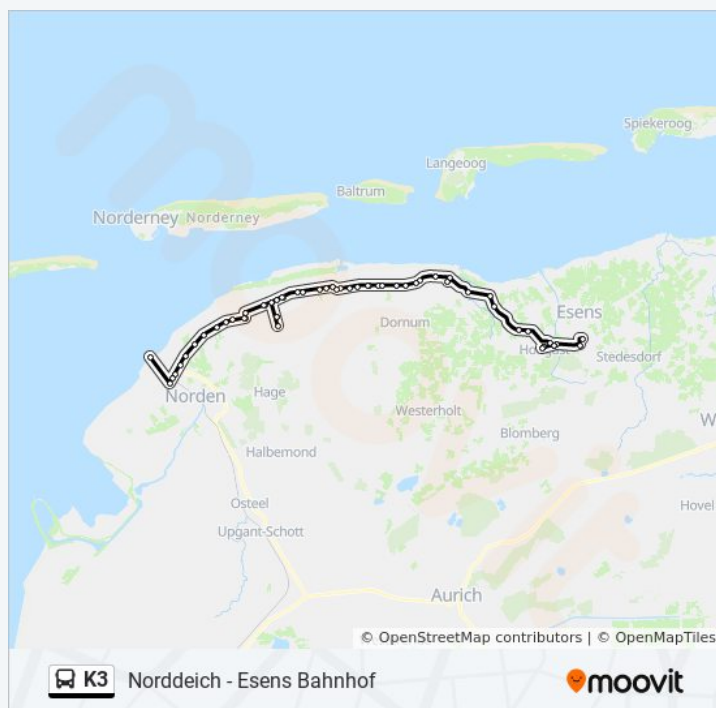 Spiekeroog
Langeoog
Baltrum
Norderney Norderney
Esens
Dornum
Holtgast
Stedesdorf
Hage
Norden
Westerholt
W
Blomberg
Halbemond
Osteel
Hovel
Upgant-Schott
Aurich
© OpenStreetMap contributors | © OpenMapTiles
K3 Norddeich - Esens Bahnhof moovit